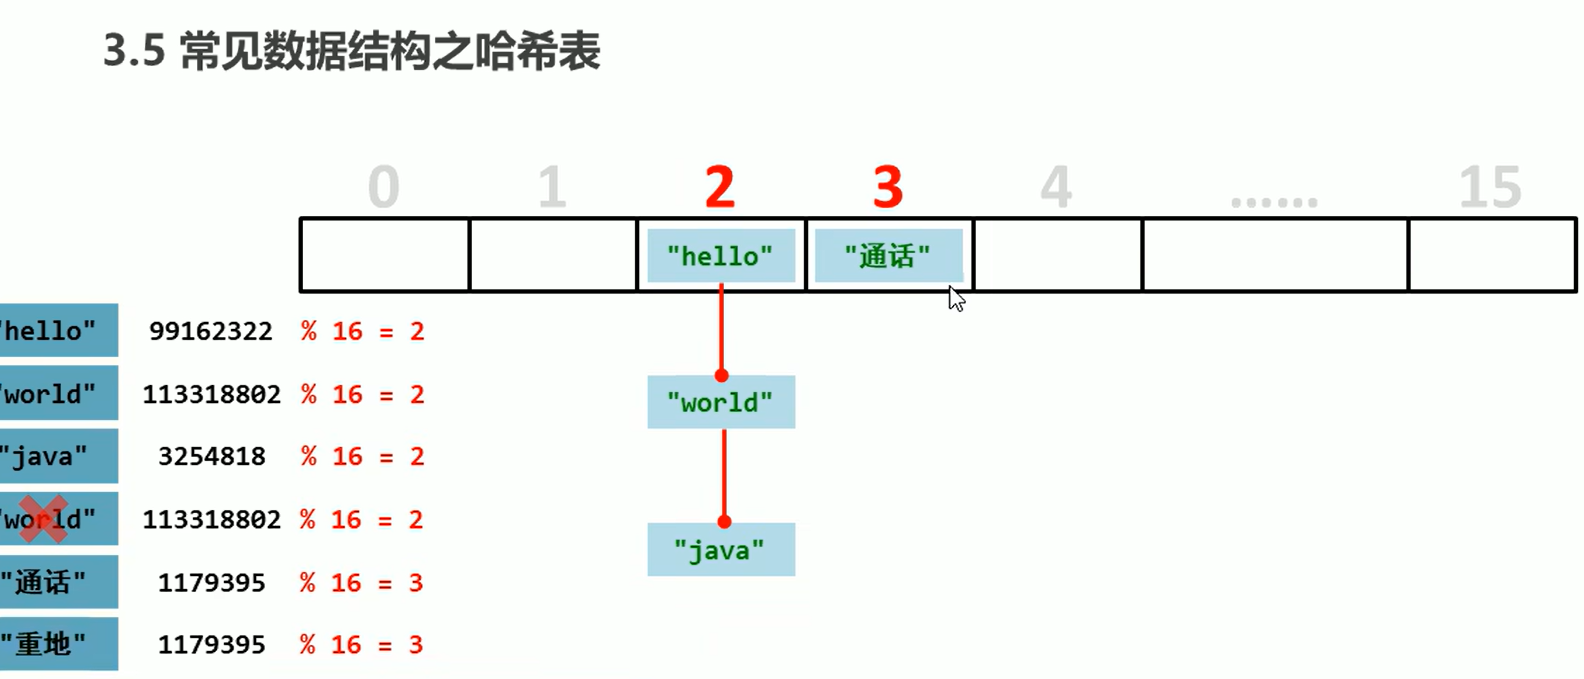 3.5 常见数据结构之哈希表
0 1 2 3 4 …… 15
"hello" "通话"
"hello" 99162322 % 16 = 2
"world" 113318802 % 16 = 2
"world"
"java" 3254818 % 16 = 2
"world" 113318802 % 16 = 2
"java"
"通话" 1179395 % 16 = 3
"重地" 1179395 % 16 = 3